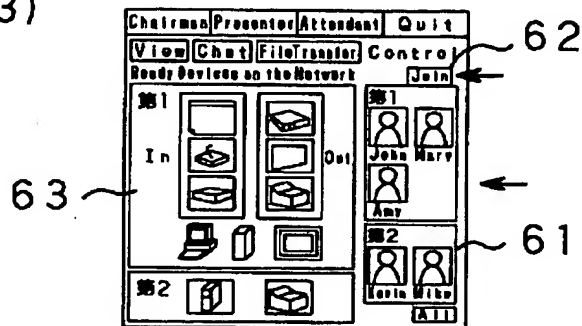 3)
Chairman Presenter Attendant Quit
View Chat FileTransfer Control
Ready Devices on the Network Join
62
第1 第1
In Out
John Mary
Amy
63
61
第2 第2
Kevin Mike
All